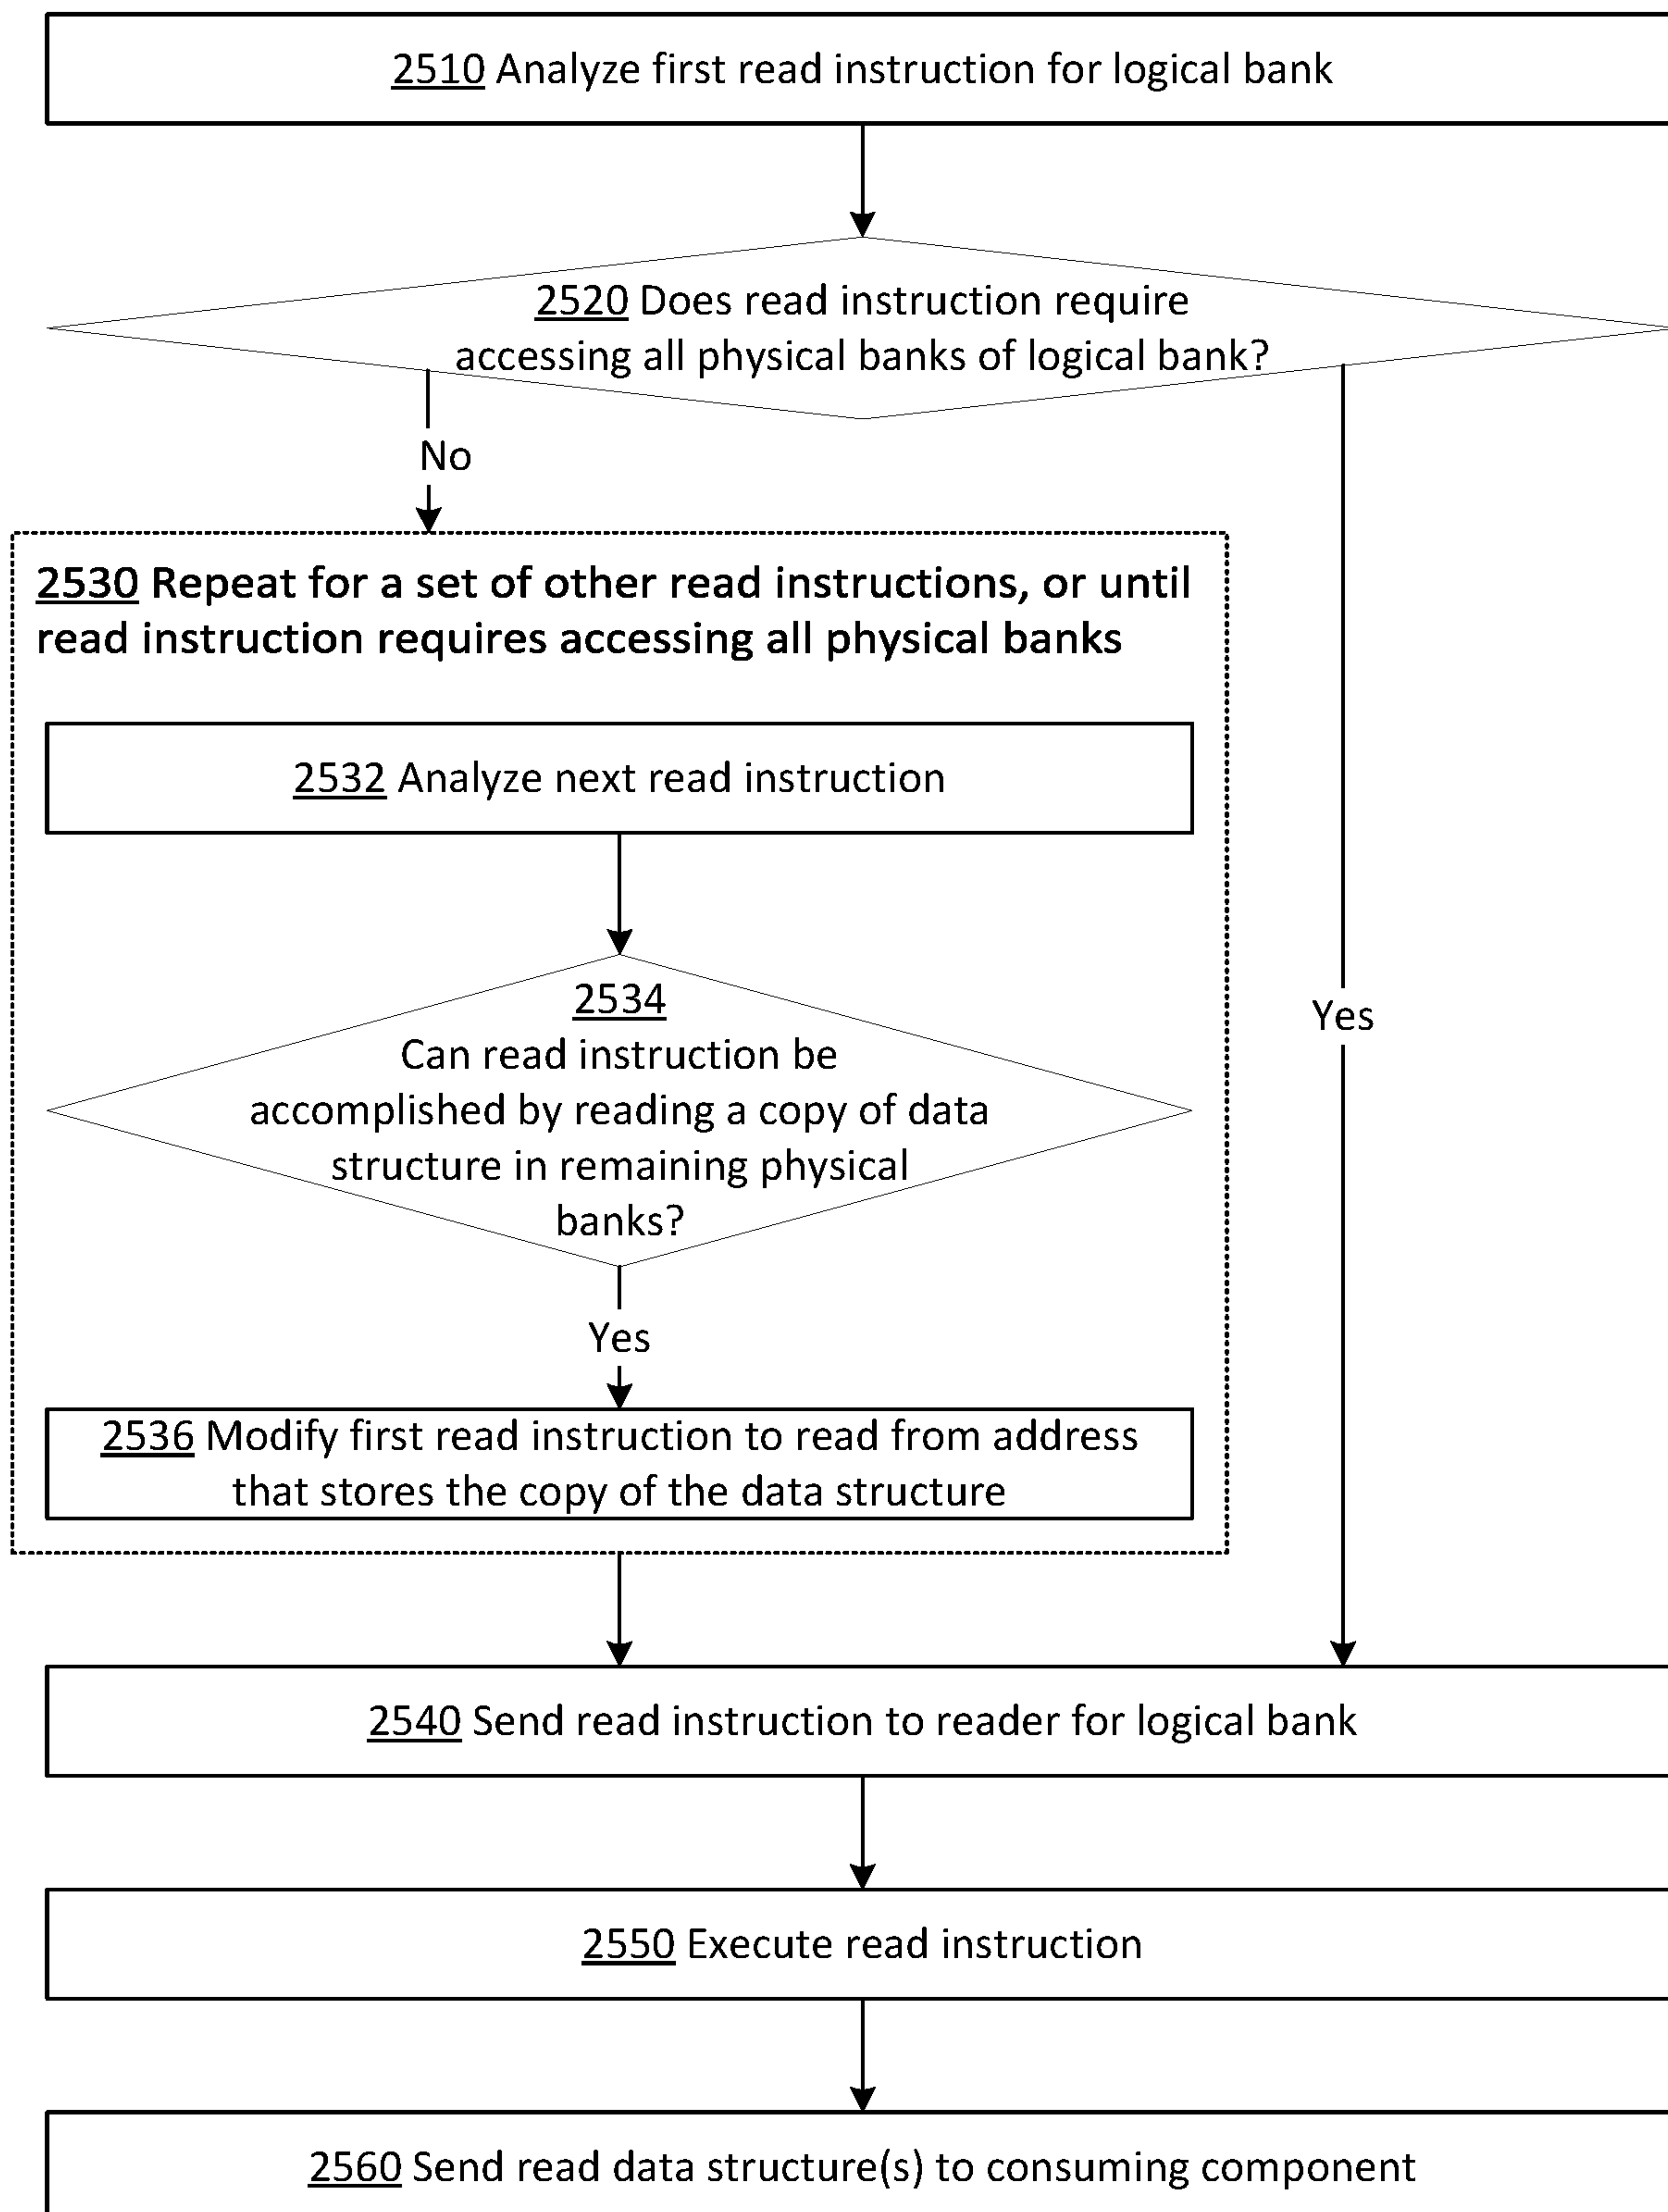 2510 Analyze first read instruction for logical bank
2520 Does read instruction require
accessing all physical banks of logical bank?
No
2530 Repeat for a set of other read instructions, or until
read instruction requires accessing all physical banks
2532 Analyze next read instruction
2534
Can read instruction be
accomplished by reading a copy of data
structure in remaining physical
banks?
Yes
Yes
2536 Modify first read instruction to read from address
that stores the copy of the data structure
2540 Send read instruction to reader for logical bank
2550 Execute read instruction
2560 Send read data structure(s) to consuming component